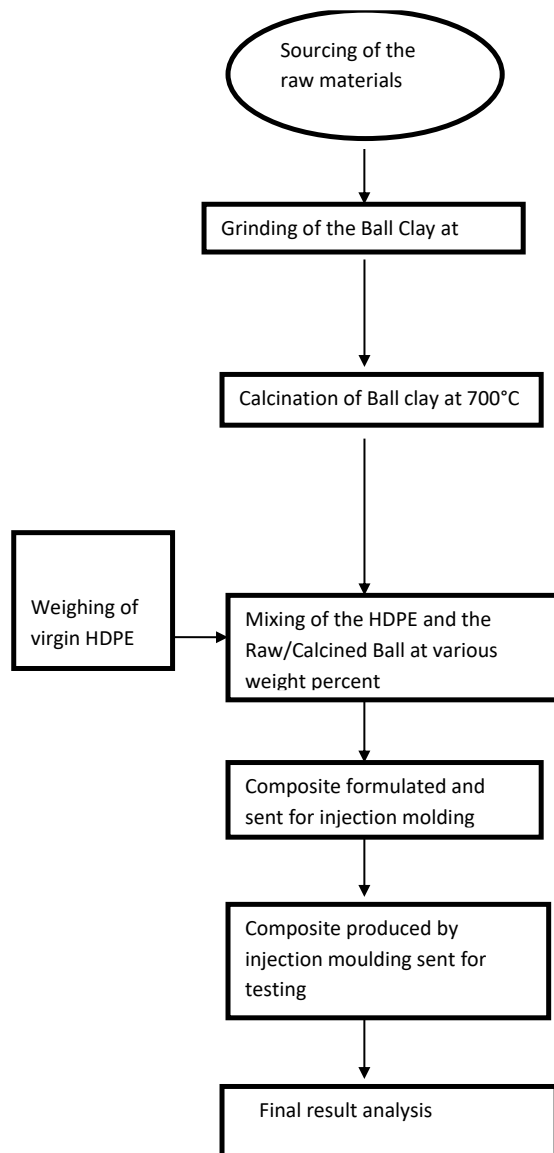 Sourcing of the
raw materials
Grinding of the Ball Clay at
Calcination of Ball clay at 700°C
Weighing of
virgin HDPE
Mixing of the HDPE and the
Raw/Calcined Ball at various
weight percent
Composite formulated and
sent for injection molding
Composite produced by
injection moulding sent for
testing
Final result analysis